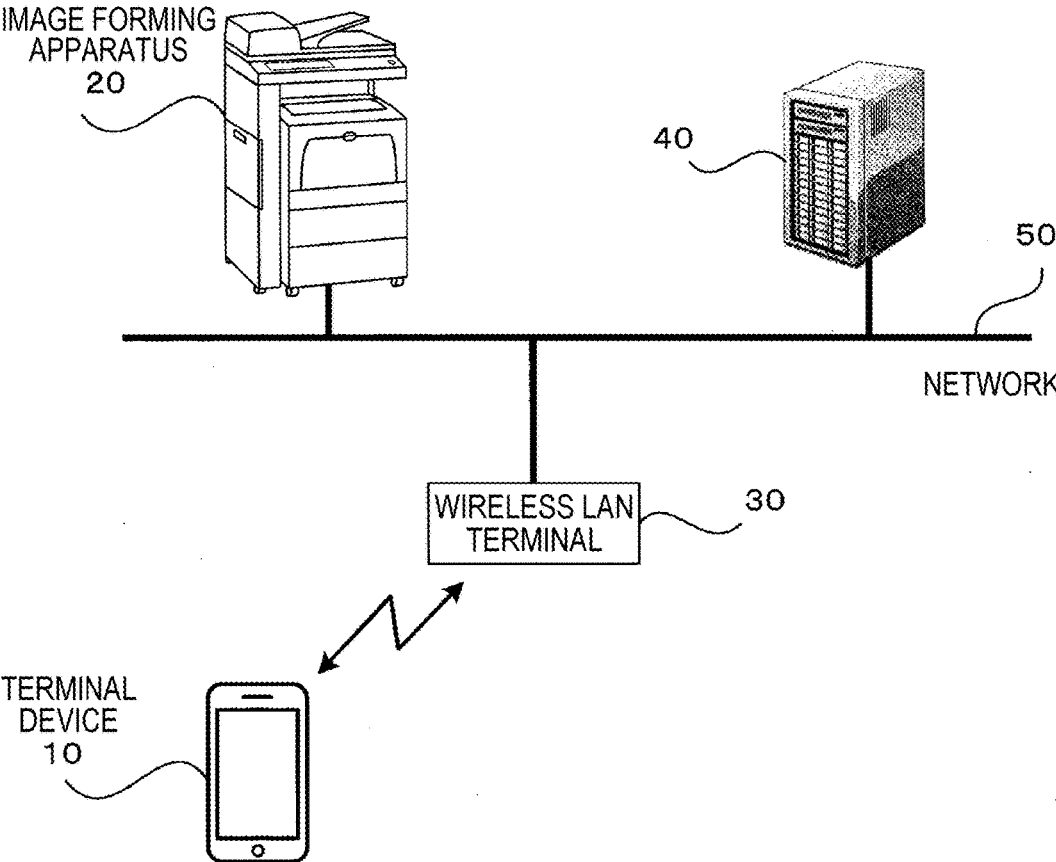 IMAGE FORMING
APPARATUS
20
40
50
NETWORK
WIRELESS LAN
TERMINAL
30
TERMINAL
DEVICE
10